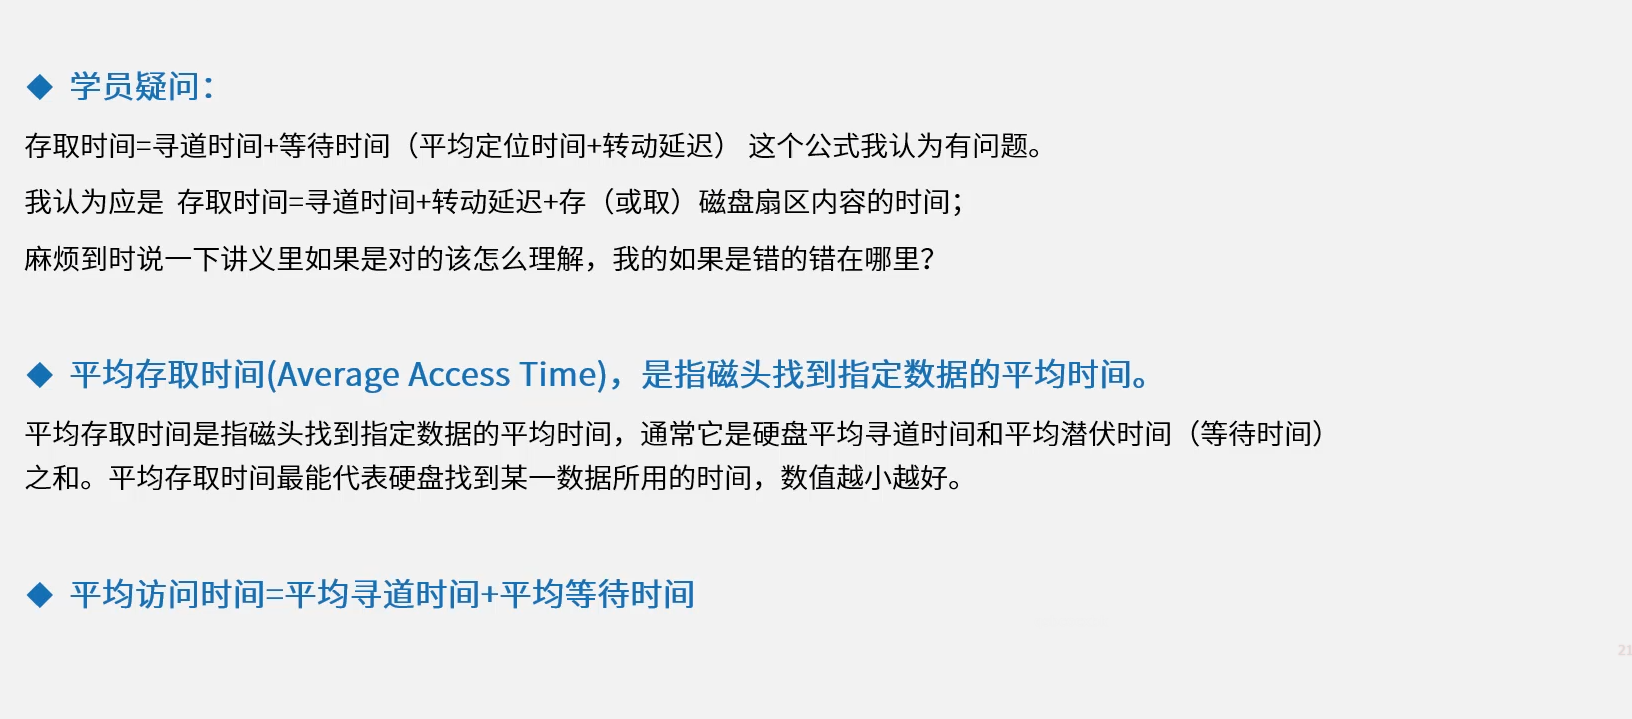 ◆ 学员疑问：
存取时间=寻道时间+等待时间（平均定位时间+转动延迟） 这个公式我认为有问题。
我认为应是 存取时间=寻道时间+转动延迟+存（或取）磁盘扇区内容的时间；
麻烦到时说一下讲义里如果是对的该怎么理解，我的如果是错的错在哪里？
◆ 平均存取时间(Average Access Time)，是指磁头找到指定数据的平均时间。
平均存取时间是指磁头找到指定数据的平均时间，通常它是硬盘平均寻道时间和平均潜伏时间（等待时间）
之和。平均存取时间最能代表硬盘找到某一数据所用的时间，数值越小越好。
◆ 平均访问时间=平均寻道时间+平均等待时间
21